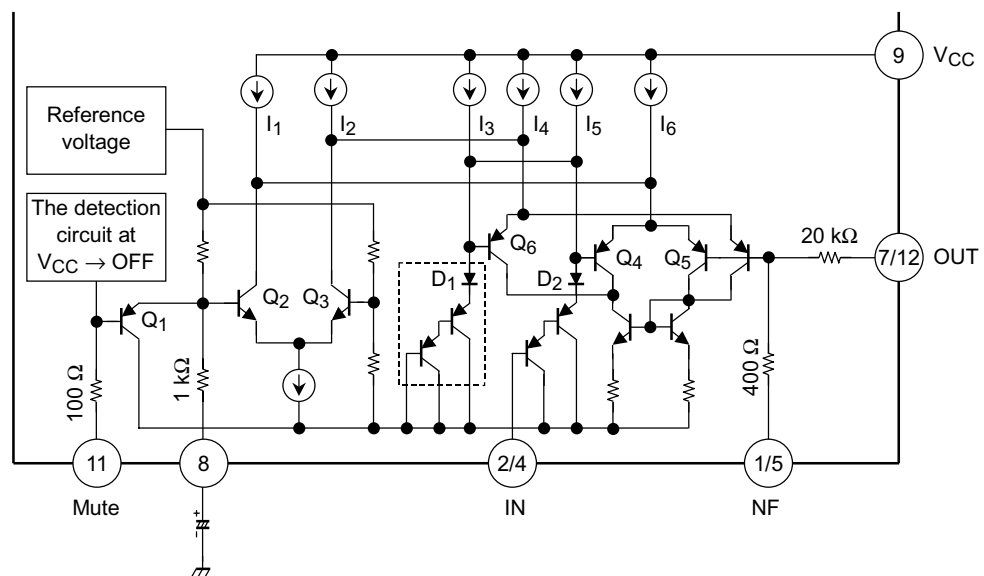 9 V_CC
Reference
voltage
I_1 I_2 I_3 I_4 I_5 I_6
The detection
circuit at
V_CC → OFF
Q_1
Q_2
Q_3
D_1
Q_6
D_2
Q_4
Q_5
20 kΩ
7/12 OUT
100 Ω
1 kΩ
400 Ω
11
8
2/4
1/5
Mute
IN
NF
+
−